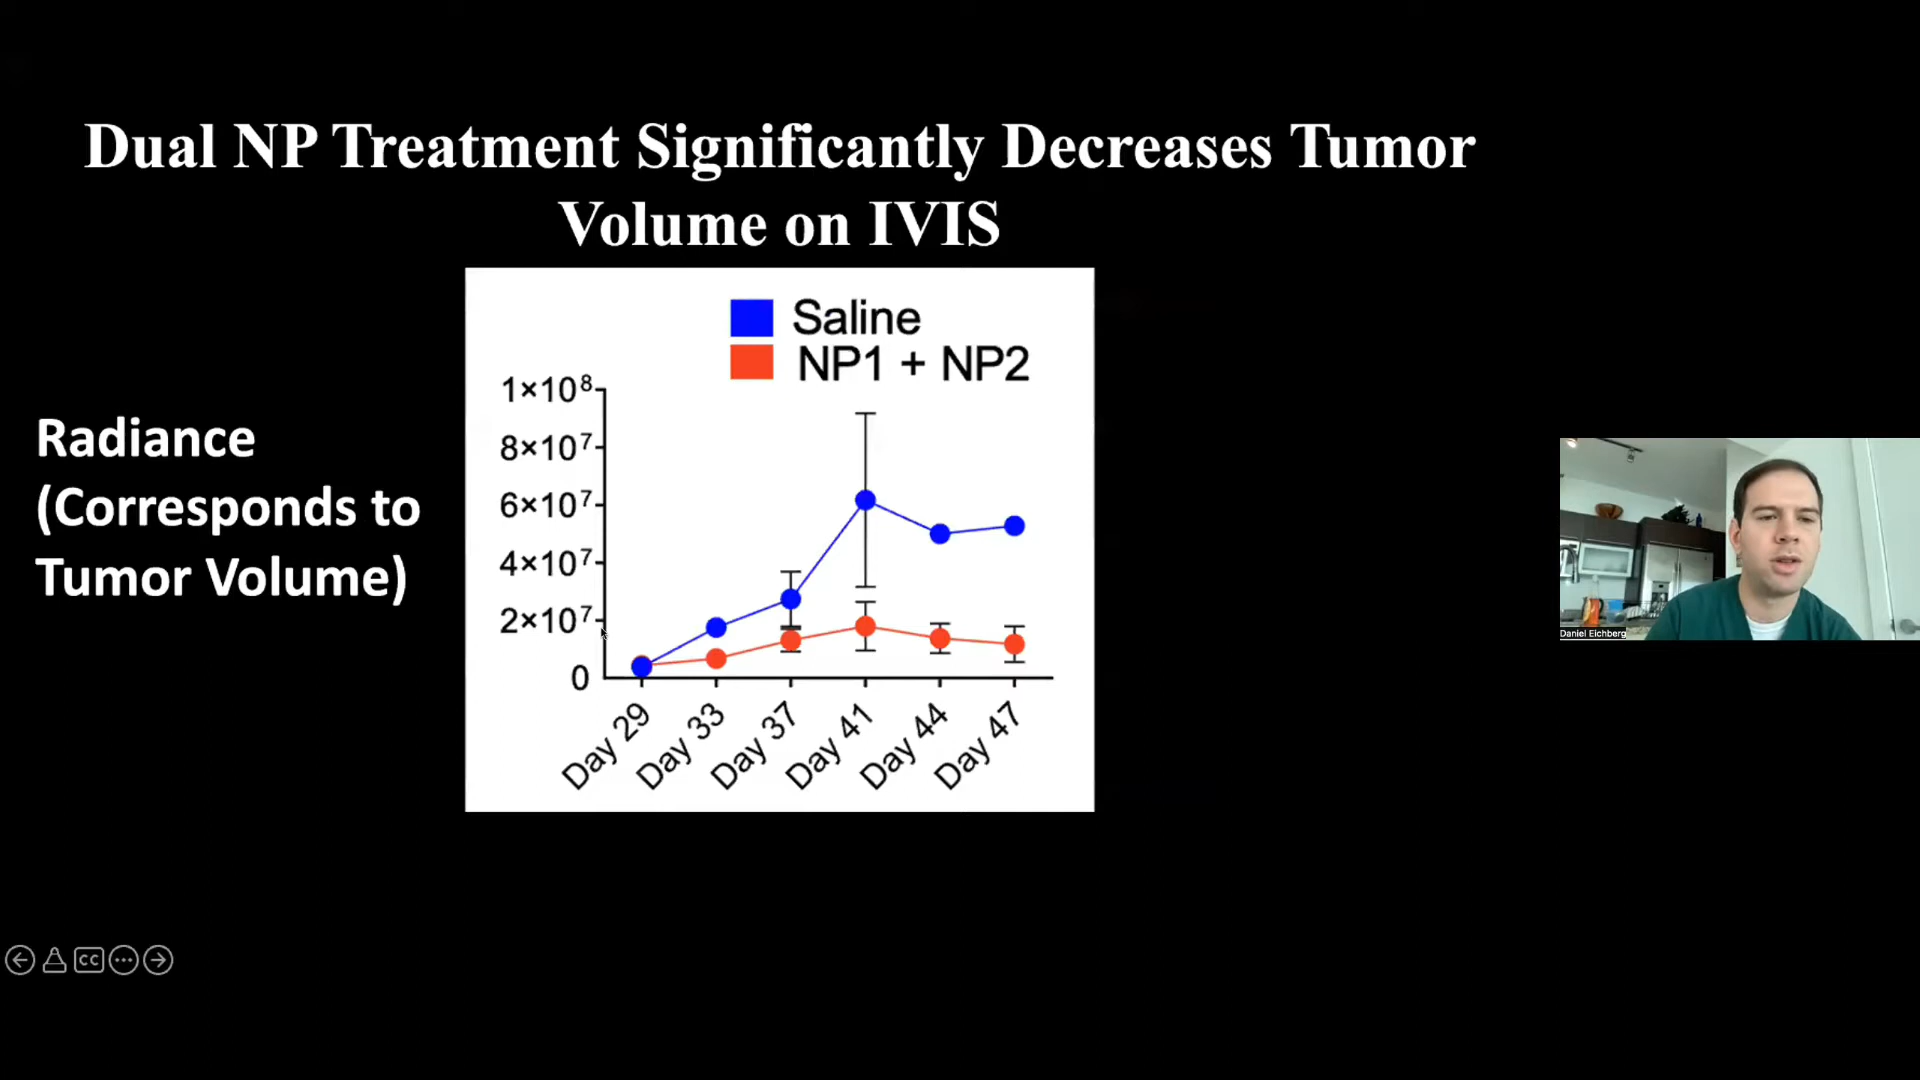 Dual NP Treatment Significantly Decreases Tumor
Volume on IVIS
Radiance
(Corresponds to
Tumor Volume)
Saline
NP1 + NP2
1×10⁸
8×10⁷
6×10⁷
4×10⁷
2×10⁷
0
Day 29
Day 33
Day 37
Day 41
Day 44
Day 47
Daniel Eichberg
CC